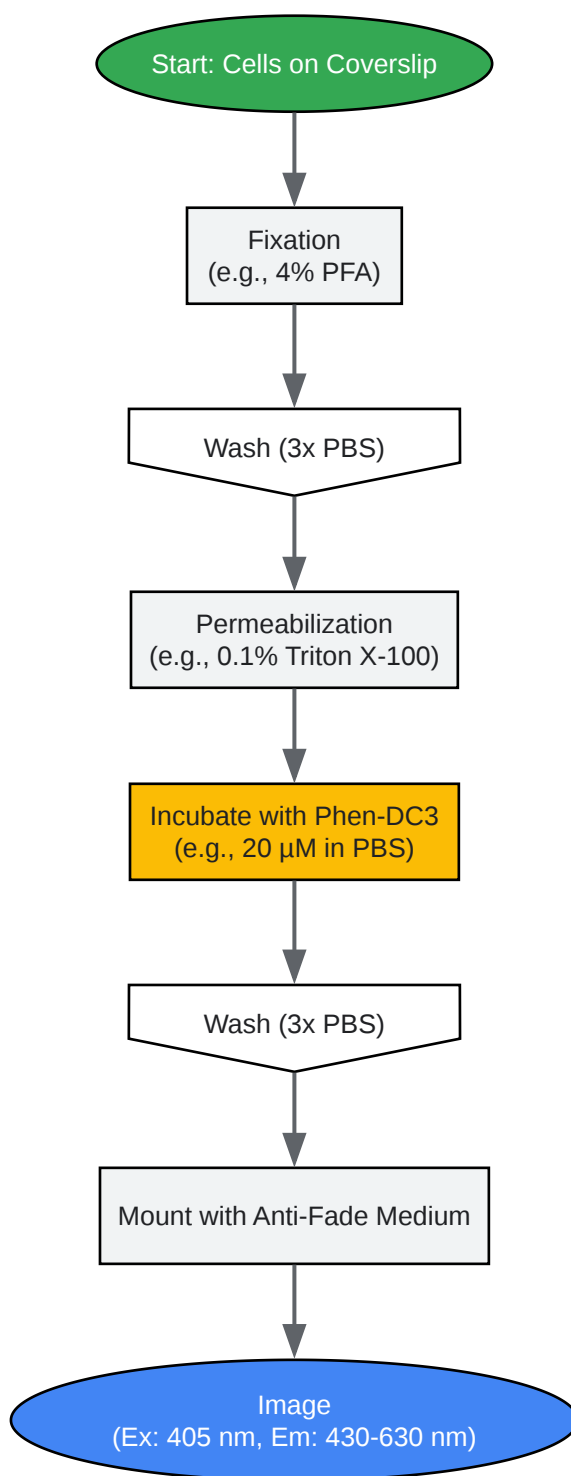 Start: Cells on Coverslip
Fixation
(e.g., 4% PFA)
Wash (3x PBS)
Permeabilization
(e.g., 0.1% Triton X-100)
Incubate with Phen-DC3
(e.g., 20 µM in PBS)
Wash (3x PBS)
Mount with Anti-Fade Medium
Image
(Ex: 405 nm, Em: 430-630 nm)